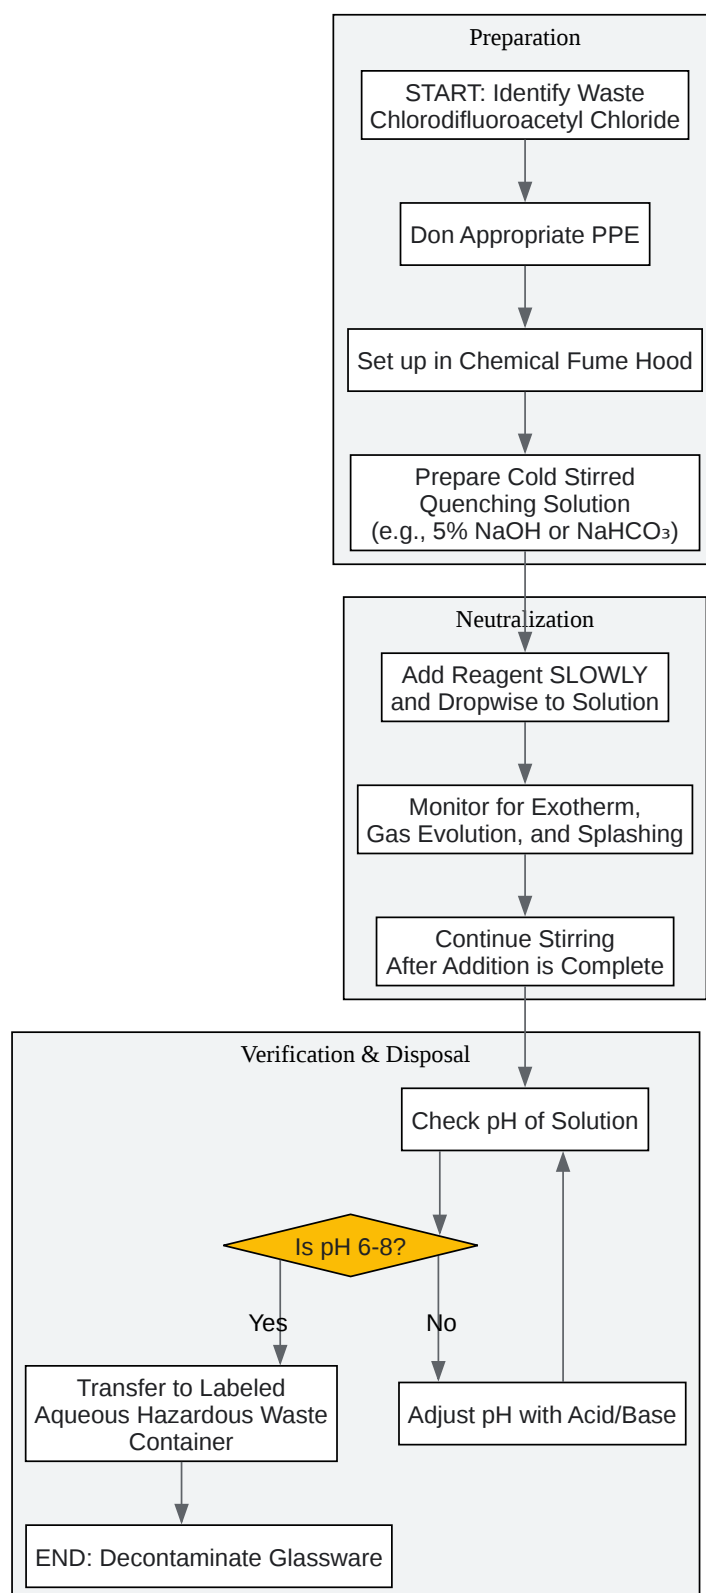 Preparation
START: Identify Waste
Chlorodifluoroacetyl Chloride
Don Appropriate PPE
Set up in Chemical Fume Hood
Prepare Cold Stirred
Quenching Solution
(e.g., 5% NaOH or NaHCO₃)
Neutralization
Add Reagent SLOWLY
and Dropwise to Solution
Monitor for Exotherm,
Gas Evolution, and Splashing
Continue Stirring
After Addition is Complete
Verification & Disposal
Check pH of Solution
Is pH 6-8?
Yes
No
Transfer to Labeled
Aqueous Hazardous Waste
Container
Adjust pH with Acid/Base
END: Decontaminate Glassware